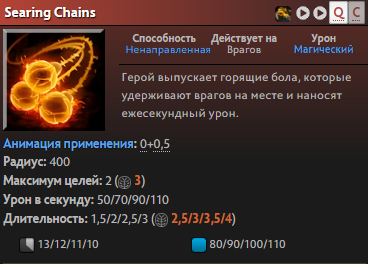 Searing Chains
Q C
Способность Действует на Урон
Ненаправленная Врагов Магический
Герой выпускает горящие бола, которые
удерживают врагов на месте и наносят
ежесекундный урон.
Анимация применения: 0+0,5
Радиус: 400
Максимум целей: 2 ( 3)
Урон в секунду: 50/70/90/110
Длительность: 1,5/2/2,5/3 ( 2,5/3/3,5/4)
13/12/11/10 80/90/100/110